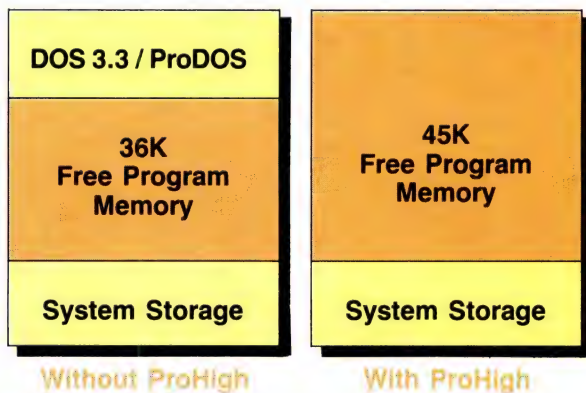 DOS 3.3 / ProDOS
36K
Free Program
Memory
System Storage
Without ProHigh
45K
Free Program
Memory
System Storage
With ProHigh